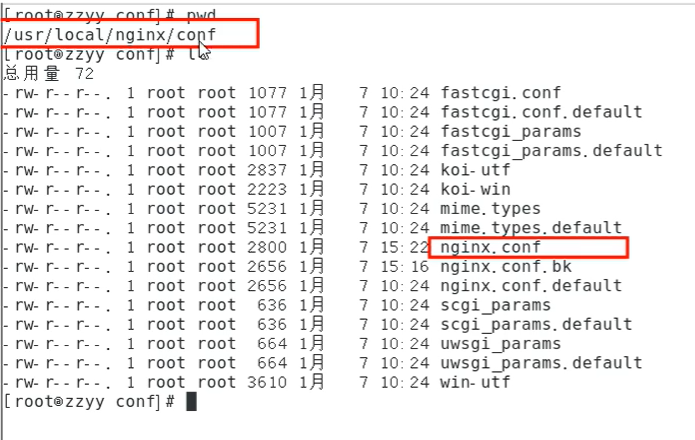 [root@zzyy conf]# pwd
/usr/local/nginx/conf
[root@zzyy conf]# ll
总用量 72
-rw-r--r--. 1 root root 1077 1月   7 10:24 fastcgi.conf
-rw-r--r--. 1 root root 1077 1月   7 10:24 fastcgi.conf.default
-rw-r--r--. 1 root root 1007 1月   7 10:24 fastcgi_params
-rw-r--r--. 1 root root 1007 1月   7 10:24 fastcgi_params.default
-rw-r--r--. 1 root root 2837 1月   7 10:24 koi-utf
-rw-r--r--. 1 root root 2223 1月   7 10:24 koi-win
-rw-r--r--. 1 root root 5231 1月   7 10:24 mime.types
-rw-r--r--. 1 root root 5231 1月   7 10:24 mime.types.default
-rw-r--r--. 1 root root 2800 1月   7 15:22 nginx.conf
-rw-r--r--. 1 root root 2656 1月   7 15:16 nginx.conf.bk
-rw-r--r--. 1 root root 2656 1月   7 10:24 nginx.conf.default
-rw-r--r--. 1 root root  636 1月   7 10:24 scgi_params
-rw-r--r--. 1 root root  636 1月   7 10:24 scgi_params.default
-rw-r--r--. 1 root root  664 1月   7 10:24 uwsgi_params
-rw-r--r--. 1 root root  664 1月   7 10:24 uwsgi_params.default
-rw-r--r--. 1 root root 3610 1月   7 10:24 win-utf
[root@zzyy conf]#